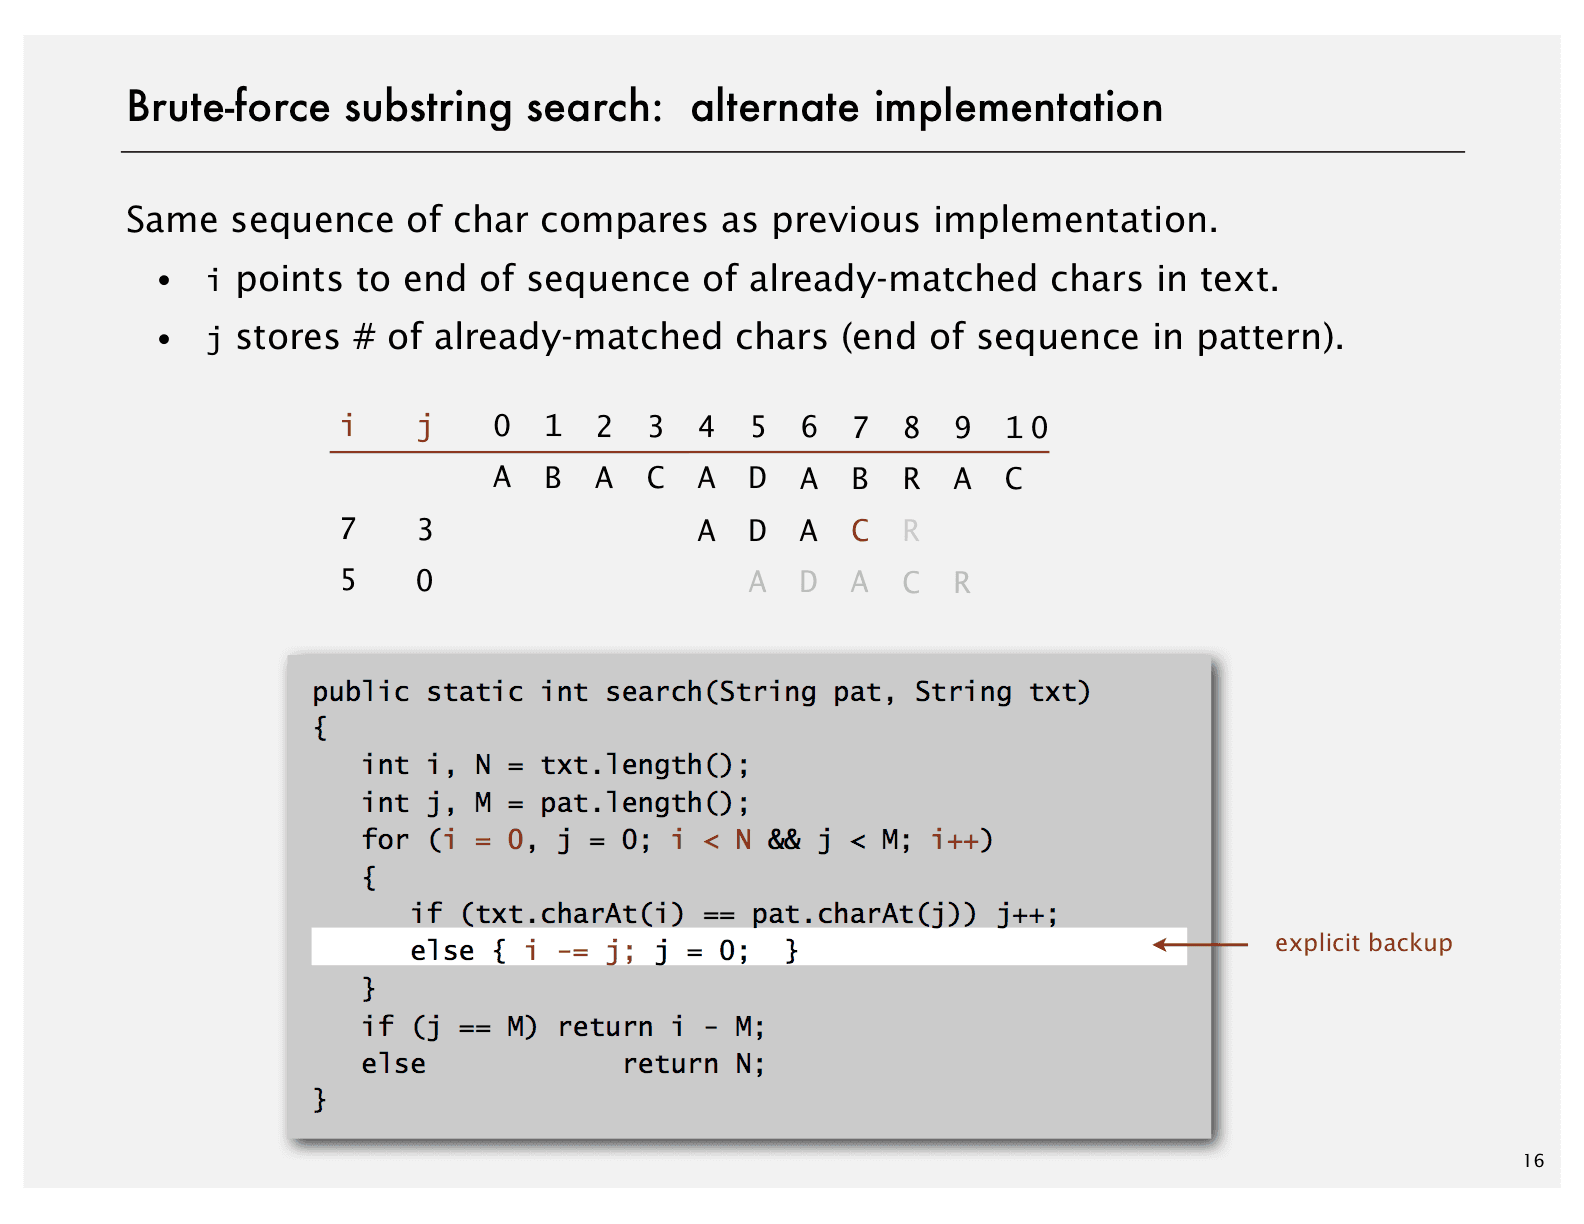 Brute-force substring search: alternate implementation
Same sequence of char compares as previous implementation.
• i points to end of sequence of already-matched chars in text.
• j stores # of already-matched chars (end of sequence in pattern).
i j 0 1 2 3 4 5 6 7 8 9 10
A B A C A D A B R A C
7 3 A D A C R
5 0 A D A C R
public static int search(String pat, String txt)
{
   int i, N = txt.length();
   int j, M = pat.length();
   for (i = 0, j = 0; i < N && j < M; i++)
   {
      if (txt.charAt(i) == pat.charAt(j)) j++;
      else { i -= j; j = 0;  }
explicit backup
   }
   if (j == M) return i - M;
   else            return N;
}
16